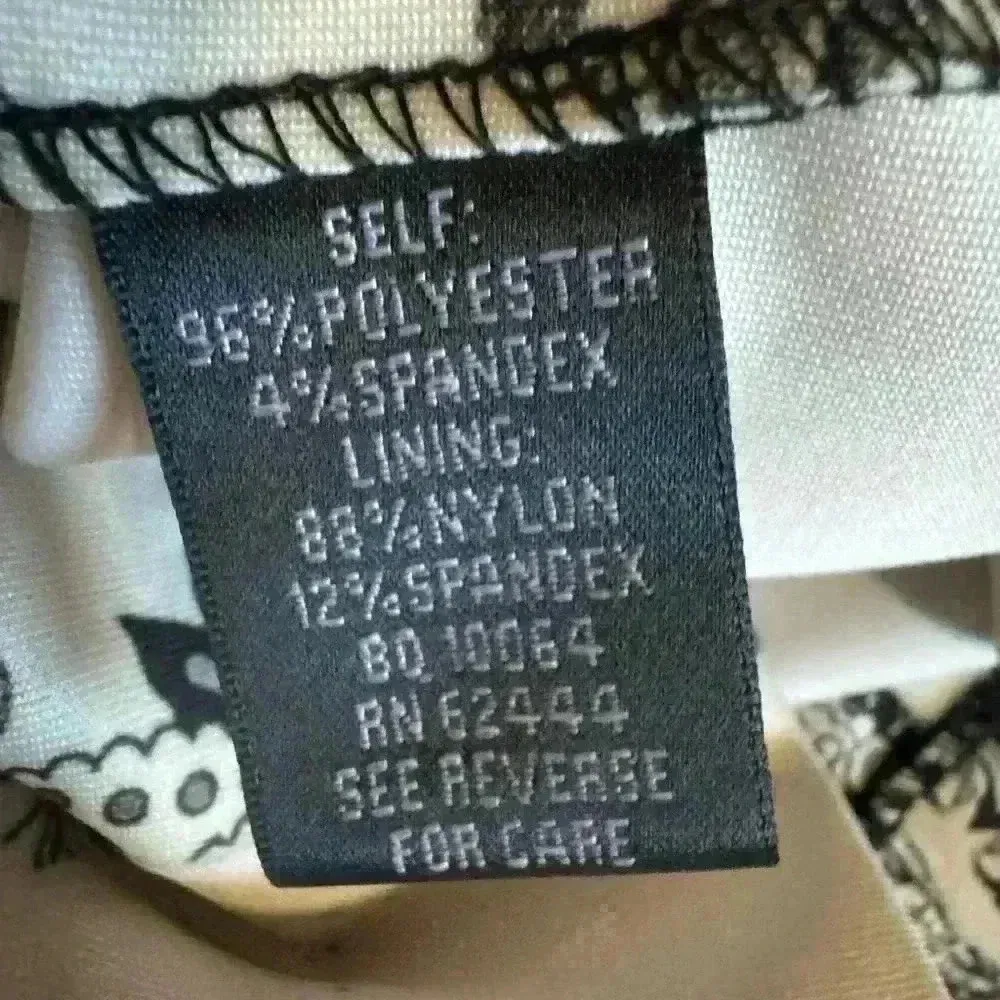 SELF:
96%POLYESTER
4%SPANDEX
LINING:
88%NYLON
12%SPANDEX
BQ 10064
RN 62444
SEE REVERSE
FOR CARE